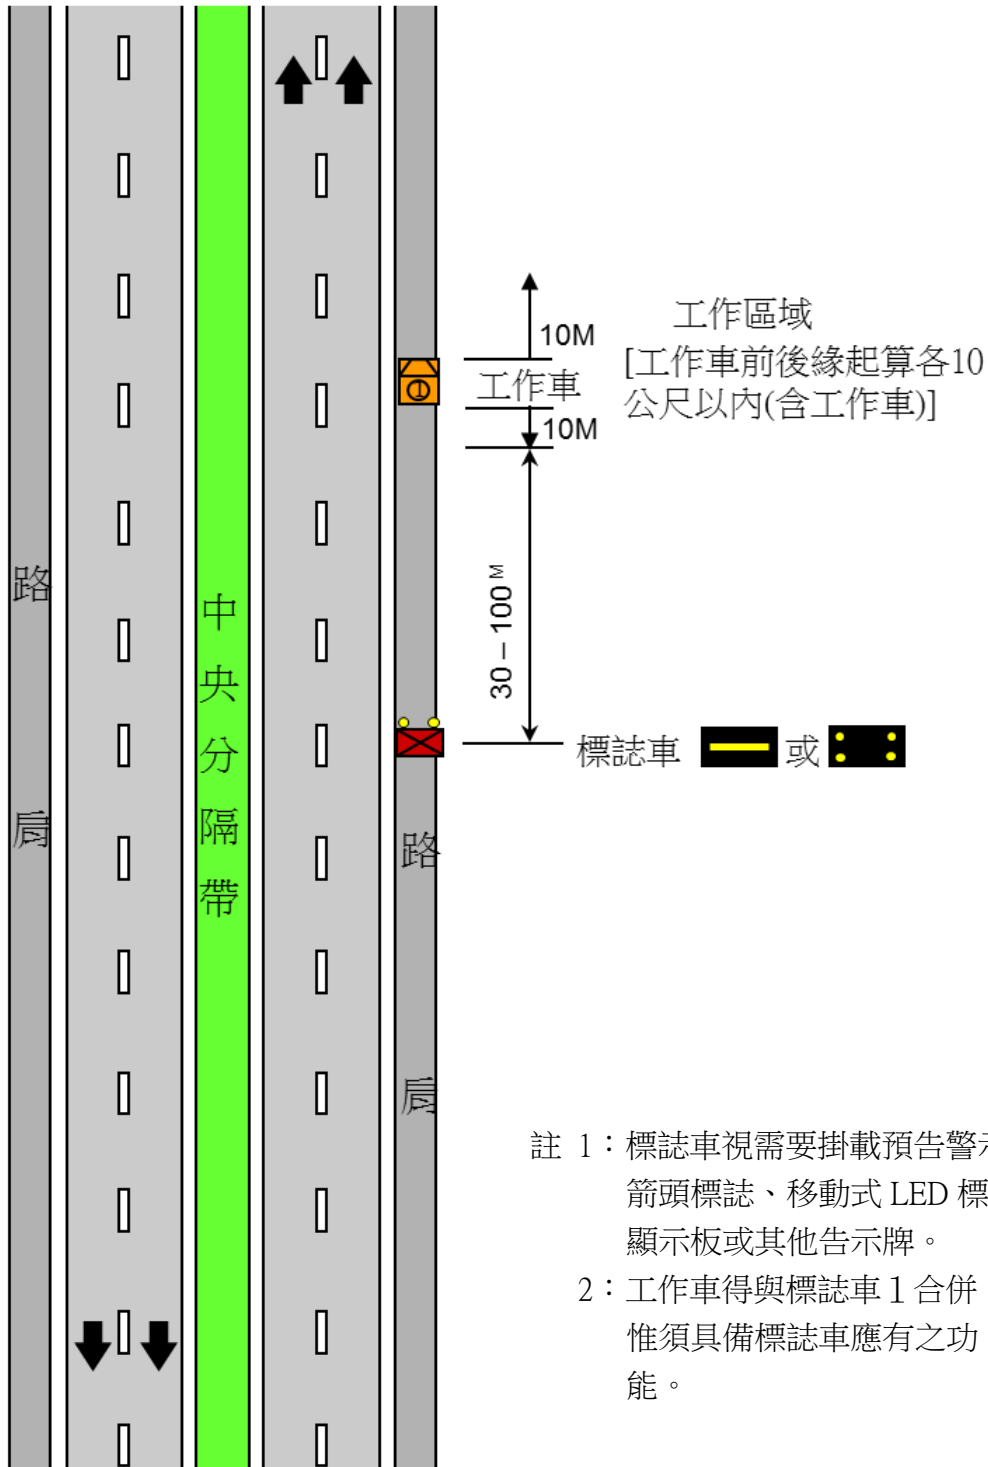 10M
工作區域
[工作車前後緣起算各10
公尺以內(含工作車)]
工作車
①
10M
30－100M
標誌車
或
中央分隔帶
路肩
路肩
註 1：標誌車視需要掛載預告警
箭頭標誌、移動式 LED 標
顯示板或其他告示牌。
2：工作車得與標誌車１合併
惟須具備標誌車應有之功
能。